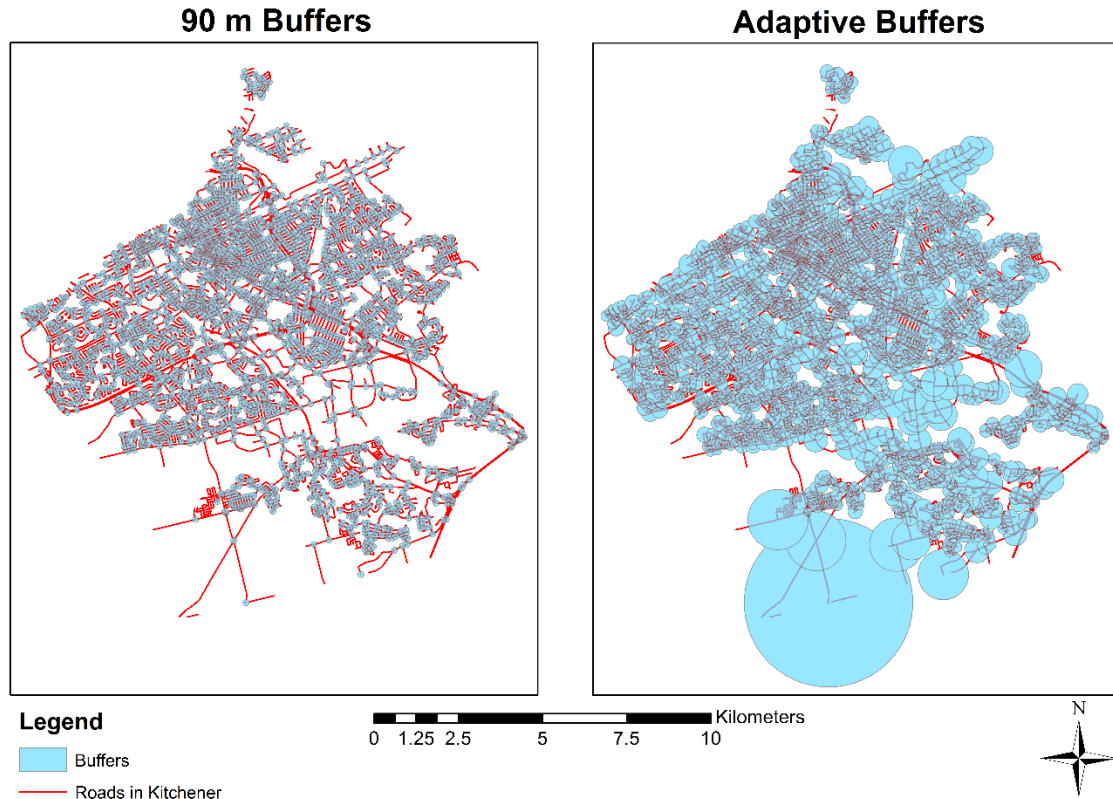 90 m Buffers
Adaptive Buffers
Legend
Buffers
Roads in Kitchener
Kilometers
0 1.25 2.5 5 7.5 10
N